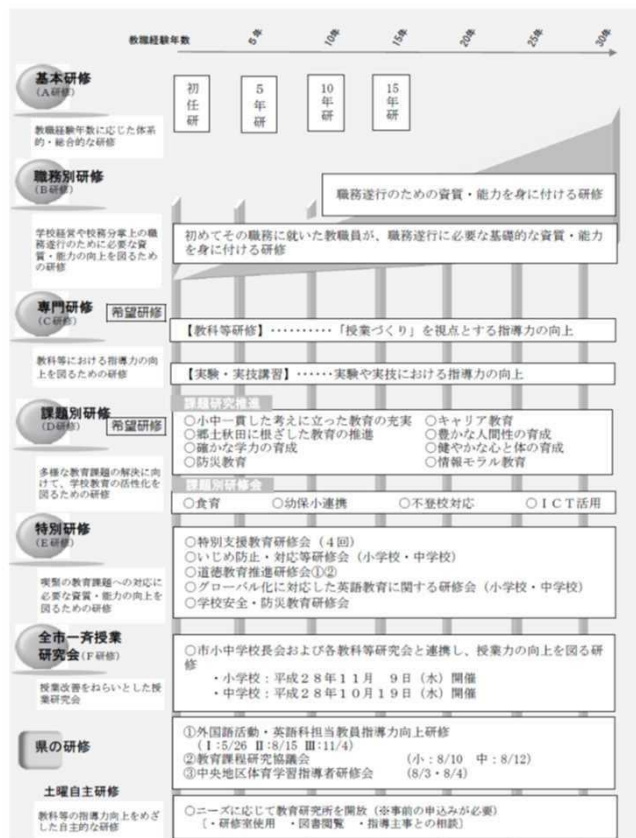 教職経験年数
5年
10年
15年
20年
25年
30年
基本研修
(A研修)
初任研
5年研
10年研
15年研
教職経験年数に応じた体系
的・総合的な研修
職務別研修
(B研修)
職務遂行のための資質・能力を身に付ける研修
学校経営や校務分掌上の職
務遂行のために必要な資
質・能力の向上を図るため
の研修
初めてその職務に就いた教職員が、職務遂行に必要な基礎的な資質・能力
を身に付ける研修
専門研修
(C研修)
希望研修
【教科等研修】‥‥‥‥‥「授業づくり」を視点とする指導力の向上
教科等における指導力の向
上を図るための研修
【実験・実技講習】‥‥‥実験や実技における指導力の向上
課題別研修
(D研修)
希望研修
課題研究推進
○小中一貫した考えに立った教育の充実 ○キャリア教育
○郷土秋田に根ざした教育の推進 ○豊かな人間性の育成
○確かな学力の育成 ○健やかな心と体の育成
○防災教育 ○情報モラル教育
多様な教育課題の解決に向
けて、学校教育の活性化を
図るための研修
課題別研修会
○食育 ○幼保小連携 ○不登校対応 ○ICT活用
特別研修
(E研修)
○特別支援教育研修会(4回)
○いじめ防止・対応等研修会(小学校・中学校)
○道徳教育推進研修会①②
○グローバル化に対応した英語教育に関する研修会(小学校・中学校)
○学校安全・防災教育研修会
喫緊の教育課題への対応に
必要な資質・能力の向上を
図るための研修
全市一斉授業
研究会(F研修)
○市小中学校長会および各教科等研究会と連携し、授業力の向上を図る研
修
・小学校:平成28年11月 9日(水)開催
・中学校:平成28年10月19日(水)開催
授業改善をねらいとした授
業研究会
県の研修
①外国語活動・英語科担当教員指導力向上研修
(Ⅰ:5/26 Ⅱ:8/15 Ⅲ:11/4)
②教育課程研究協議会 (小:8/10 中:8/12)
③中央地区体育学習指導者研修会 (8/3・8/4)
土曜自主研修
教科等の指導力向上をめざ
した自主的な研修
○ニーズに応じて教育研究所を開放(※事前の申込みが必要)
〔・研修室使用 ・図書閲覧 ・指導主事との相談〕